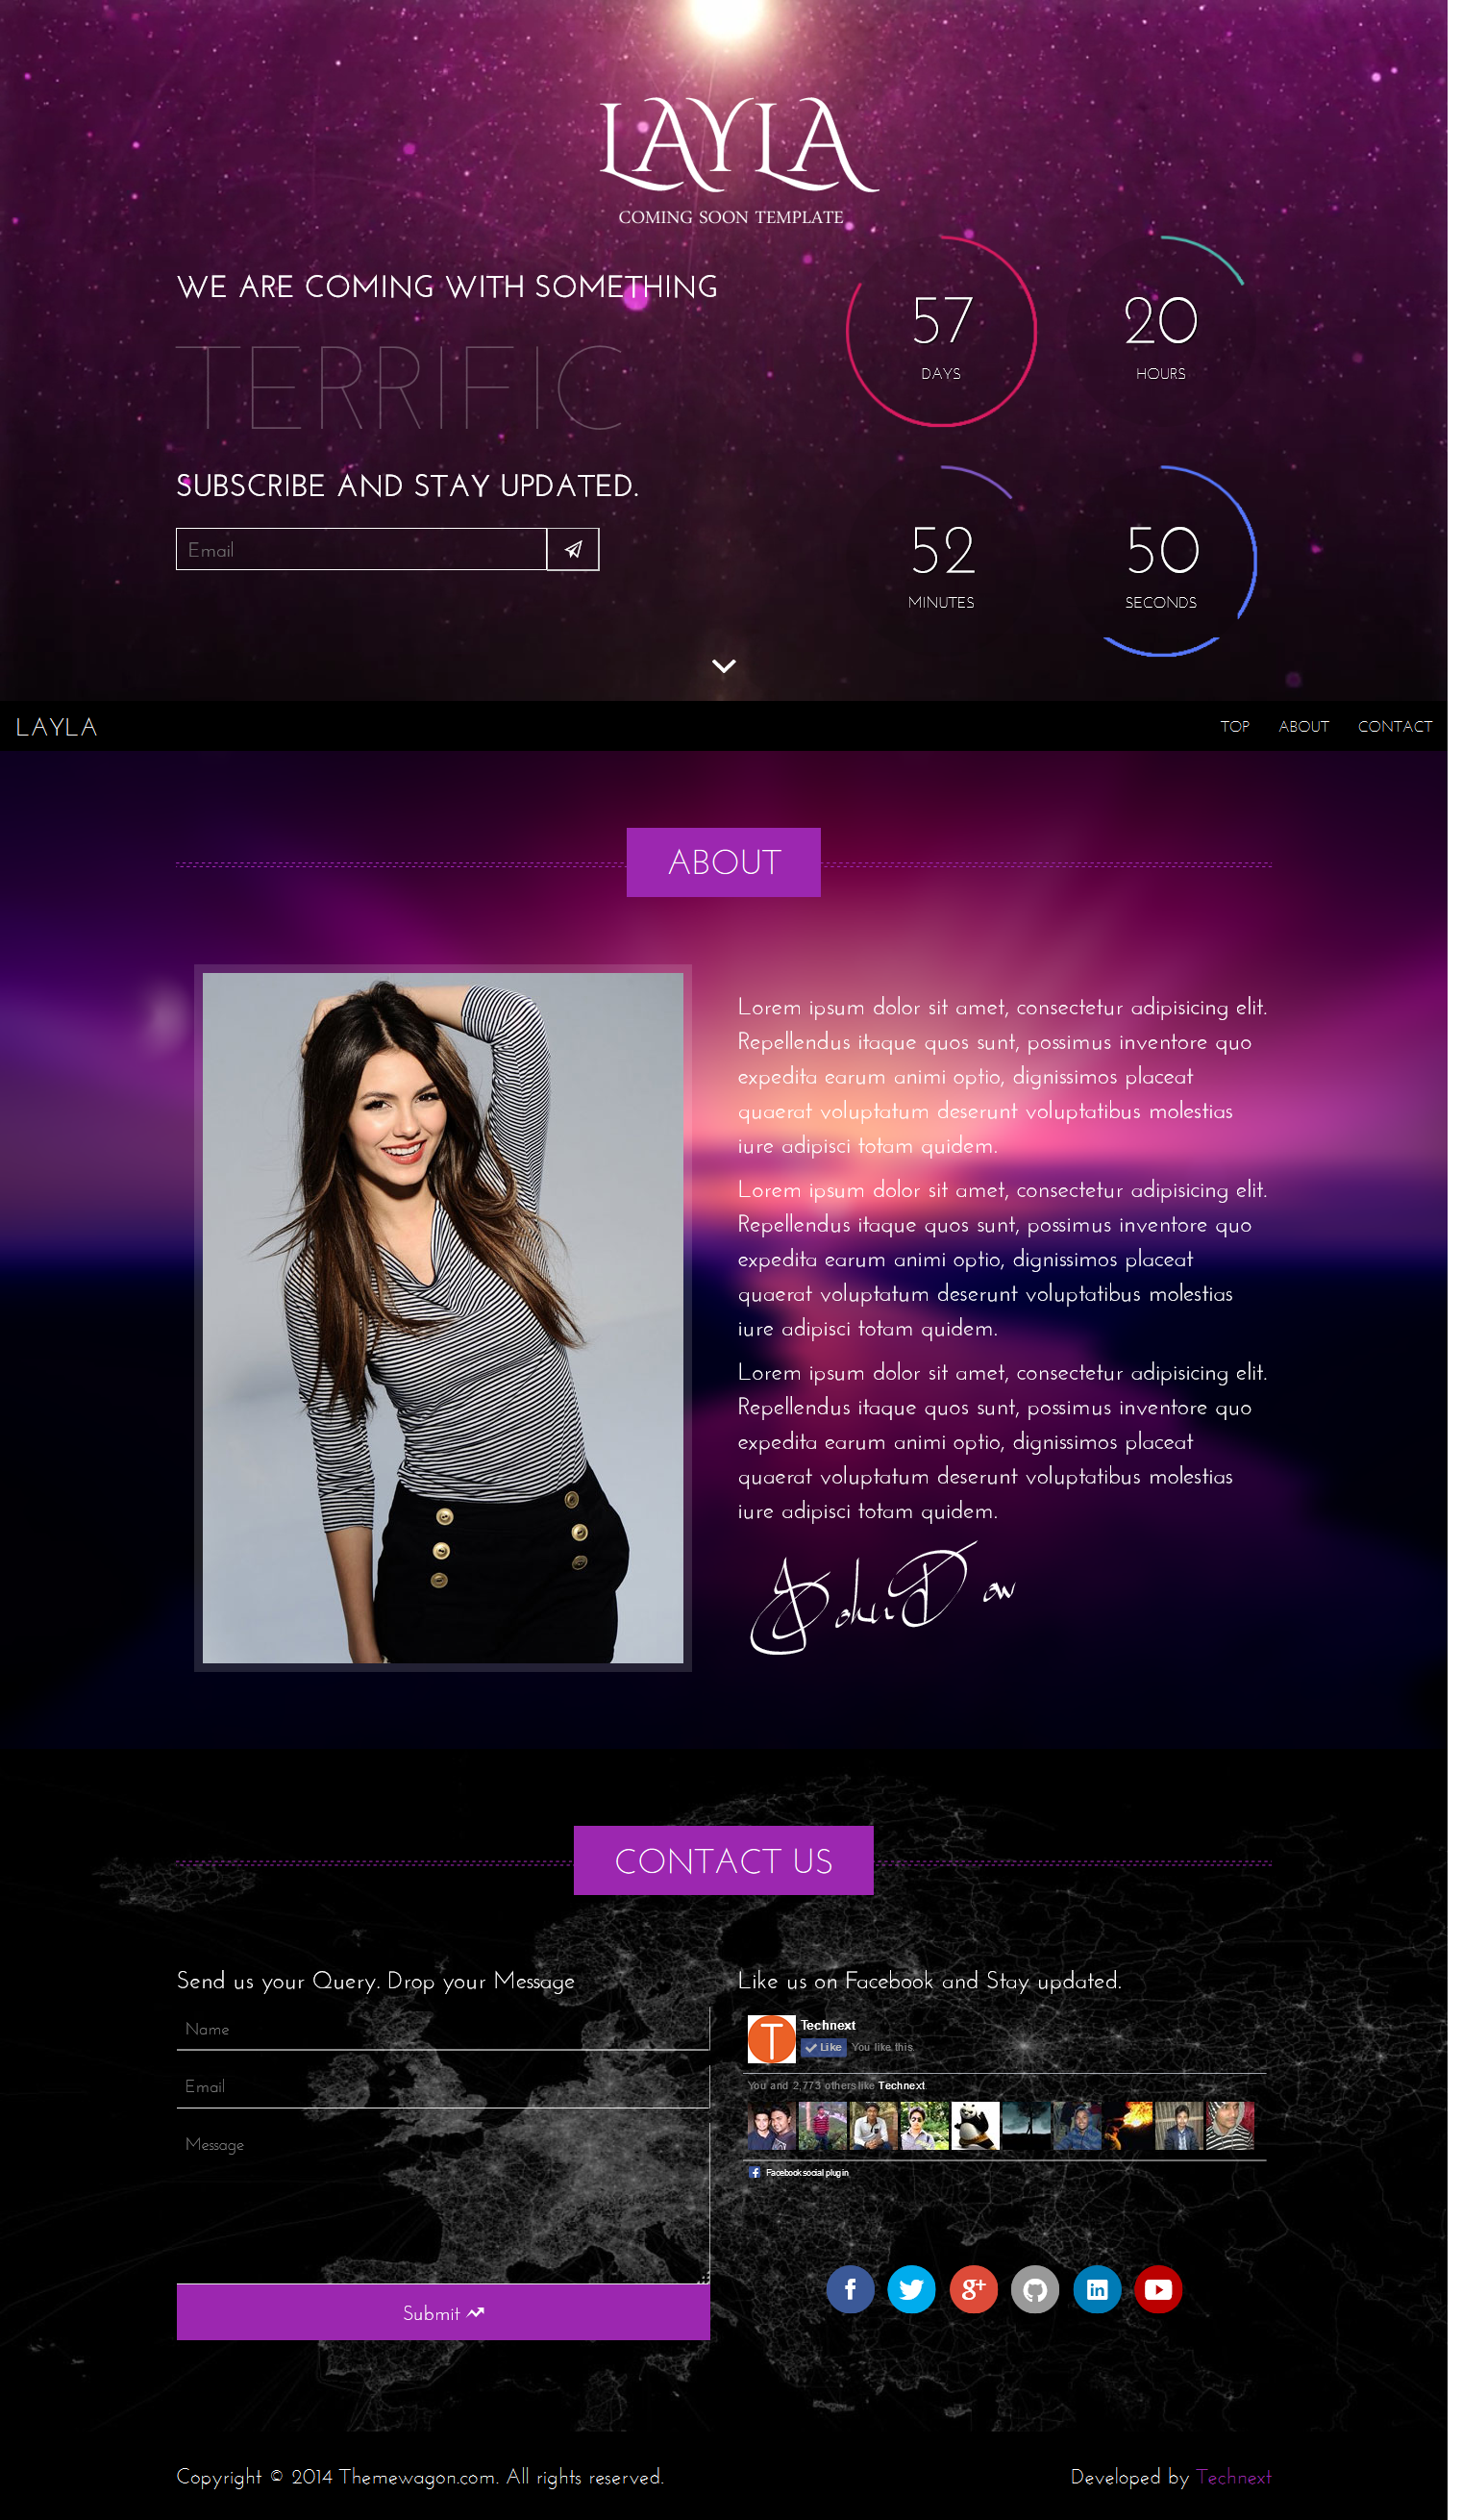 LAYLA
COMING SOON TEMPLATE
WE ARE COMING WITH SOMETHING
TERRIFIC
SUBSCRIBE AND STAY UPDATED.
Email
57
DAYS
20
HOURS
52
MINUTES
50
SECONDS
LAYLA
TOP ABOUT CONTACT
ABOUT
Lorem ipsum dolor sit amet, consectetur adipisicing elit.
Repellendus itaque quos sunt, possimus inventore quo
expedita earum animi optio, dignissimos placeat
quaerat voluptatum deserunt voluptatibus molestias
iure adipisci totam quidem.
Lorem ipsum dolor sit amet, consectetur adipisicing elit.
Repellendus itaque quos sunt, possimus inventore quo
expedita earum animi optio, dignissimos placeat
quaerat voluptatum deserunt voluptatibus molestias
iure adipisci totam quidem.
Lorem ipsum dolor sit amet, consectetur adipisicing elit.
Repellendus itaque quos sunt, possimus inventore quo
expedita earum animi optio, dignissimos placeat
quaerat voluptatum deserunt voluptatibus molestias
iure adipisci totam quidem.
CONTACT US
Send us your Query. Drop your Message
Name
Email
Message
Submit
Like us on Facebook and Stay updated.
T
Technext
Like You like this.
You and 2,773 others like Technext.
Facebook social plugin
Copyright © 2014 Themewagon.com. All rights reserved.
Developed by Technext